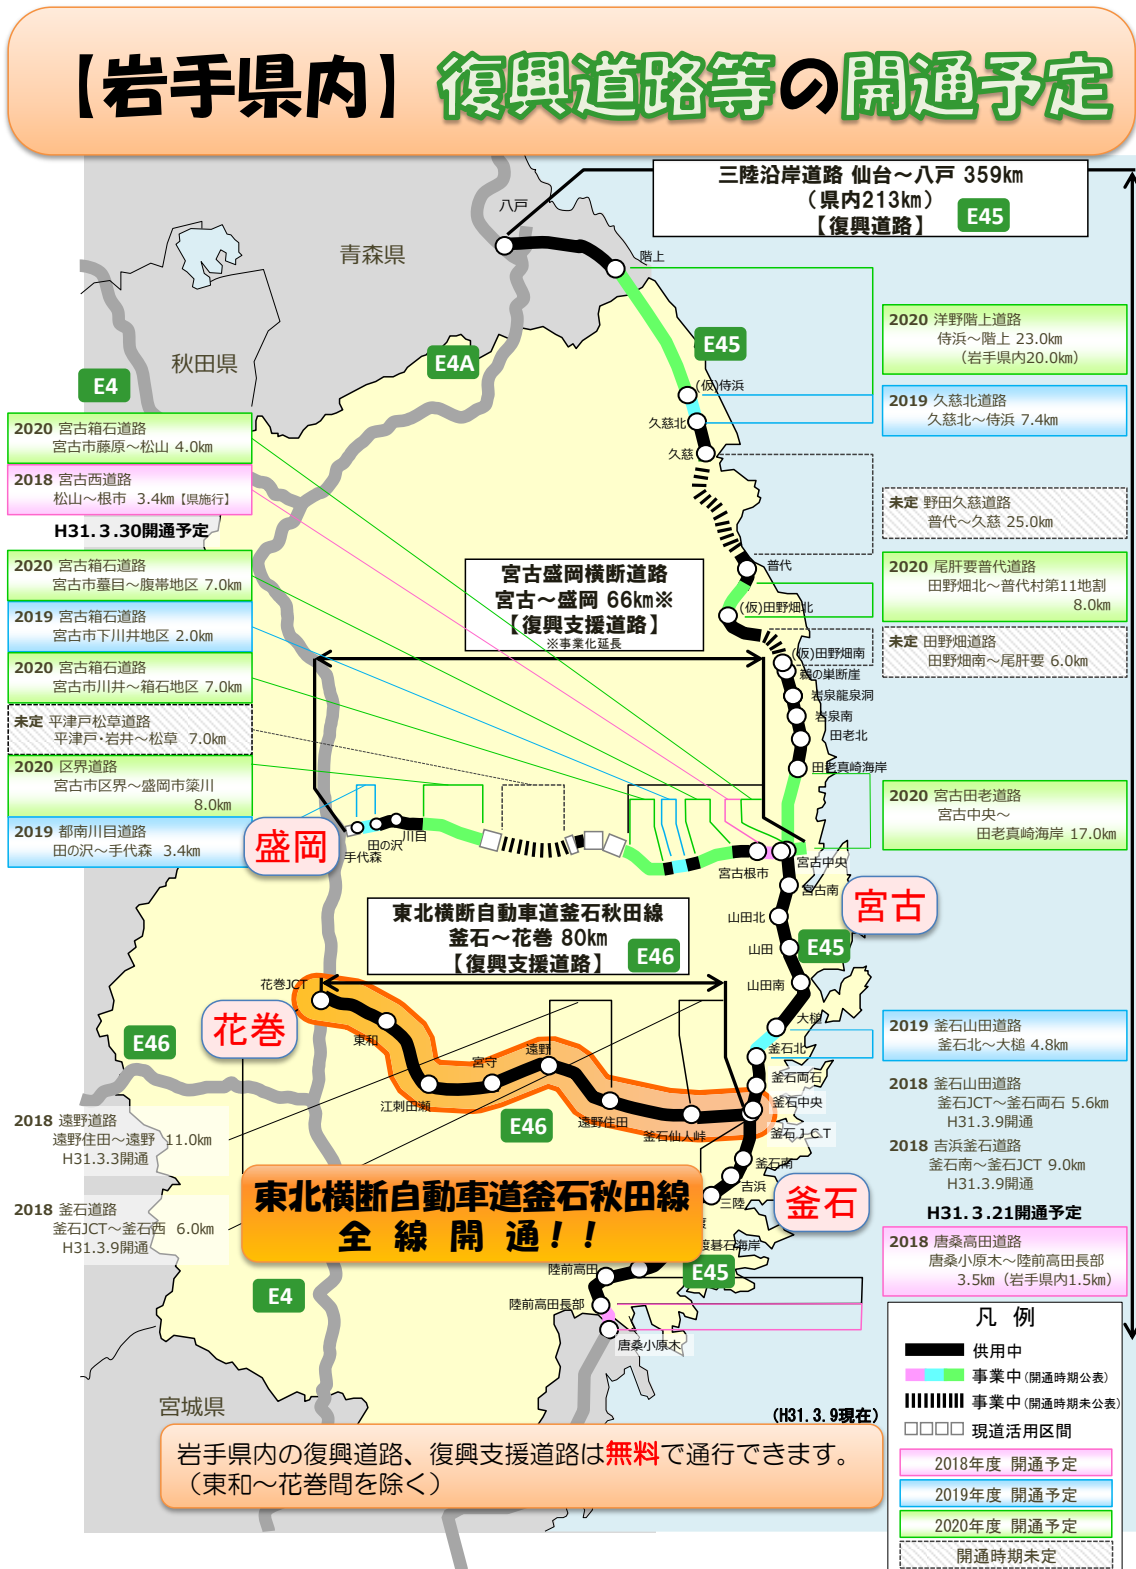 【岩手県内】復興道路等の開通予定
三陸沿岸道路 仙台～八戸 359km
（県内213km）
【復興道路】
E45
八戸
階上
青森県
秋田県
E4
E4A
E45
(仮)侍浜
久慈北
久慈
普代
(仮)田野畑北
(仮)田野畑南
鵜の巣断崖
岩泉龍泉洞
岩泉南
田老北
田老真崎海岸
2020 洋野階上道路
侍浜～階上 23.0km
（岩手県内20.0km）
2019 久慈北道路
久慈北～侍浜 7.4km
未定 野田久慈道路
普代～久慈 25.0km
2020 尾肝要普代道路
田野畑北～普代村第11地割
8.0km
未定 田野畑道路
田野畑南～尾肝要 6.0km
2020 宮古田老道路
宮古中央～
田老真崎海岸 17.0km
2020 宮古箱石道路
宮古市藤原～松山 4.0km
2018 宮古西道路
松山～根市 3.4km【県施行】
H31.3.30開通予定
2020 宮古箱石道路
宮古市蟇目～腹帯地区 7.0km
2019 宮古箱石道路
宮古市下川井地区 2.0km
2020 宮古箱石道路
宮古市川井～箱石地区 7.0km
未定 平津戸松草道路
平津戸・岩井～松草 7.0km
2020 区界道路
宮古市区界～盛岡市簗川
8.0km
2019 都南川目道路
田の沢～手代森 3.4km
宮古盛岡横断道路
宮古～盛岡 66km※
【復興支援道路】
※事業化延長
盛岡
手代森
田の沢
川目
宮古根市
宮古中央
宮古南
宮古
山田北
山田
E45
山田南
大槌
釜石北
釜石両石
釜石中央
釜石JCT
釜石南
吉浜
三陸
東北横断自動車道釜石秋田線
釜石～花巻 80km
【復興支援道路】
E46
花巻JCT
花巻
東和
江刺田瀬
宮守
遠野
遠野住田
釜石仙人峠
E46
E46
釜石
2019 釜石山田道路
釜石北～大槌 4.8km
2018 釜石山田道路
釜石JCT～釜石両石 5.6km
H31.3.9開通
2018 吉浜釜石道路
釜石南～釜石JCT 9.0km
H31.3.9開通
H31.3.21開通予定
2018 唐桑高田道路
唐桑小原木～陸前高田長部
3.5km（岩手県内1.5km）
2018 遠野道路
遠野住田～遠野 11.0km
H31.3.3開通
2018 釜石道路
釜石JCT～釜石西 6.0km
H31.3.9開通
東北横断自動車道釜石秋田線
全線開通！！
碁石海岸
E45
陸前高田
陸前高田長部
唐桑小原木
E4
宮城県
(H31.3.9現在)
岩手県内の復興道路、復興支援道路は無料で通行できます。
（東和～花巻間を除く）
凡例
供用中
事業中(開通時期公表)
事業中(開通時期未公表)
現道活用区間
2018年度 開通予定
2019年度 開通予定
2020年度 開通予定
開通時期未定